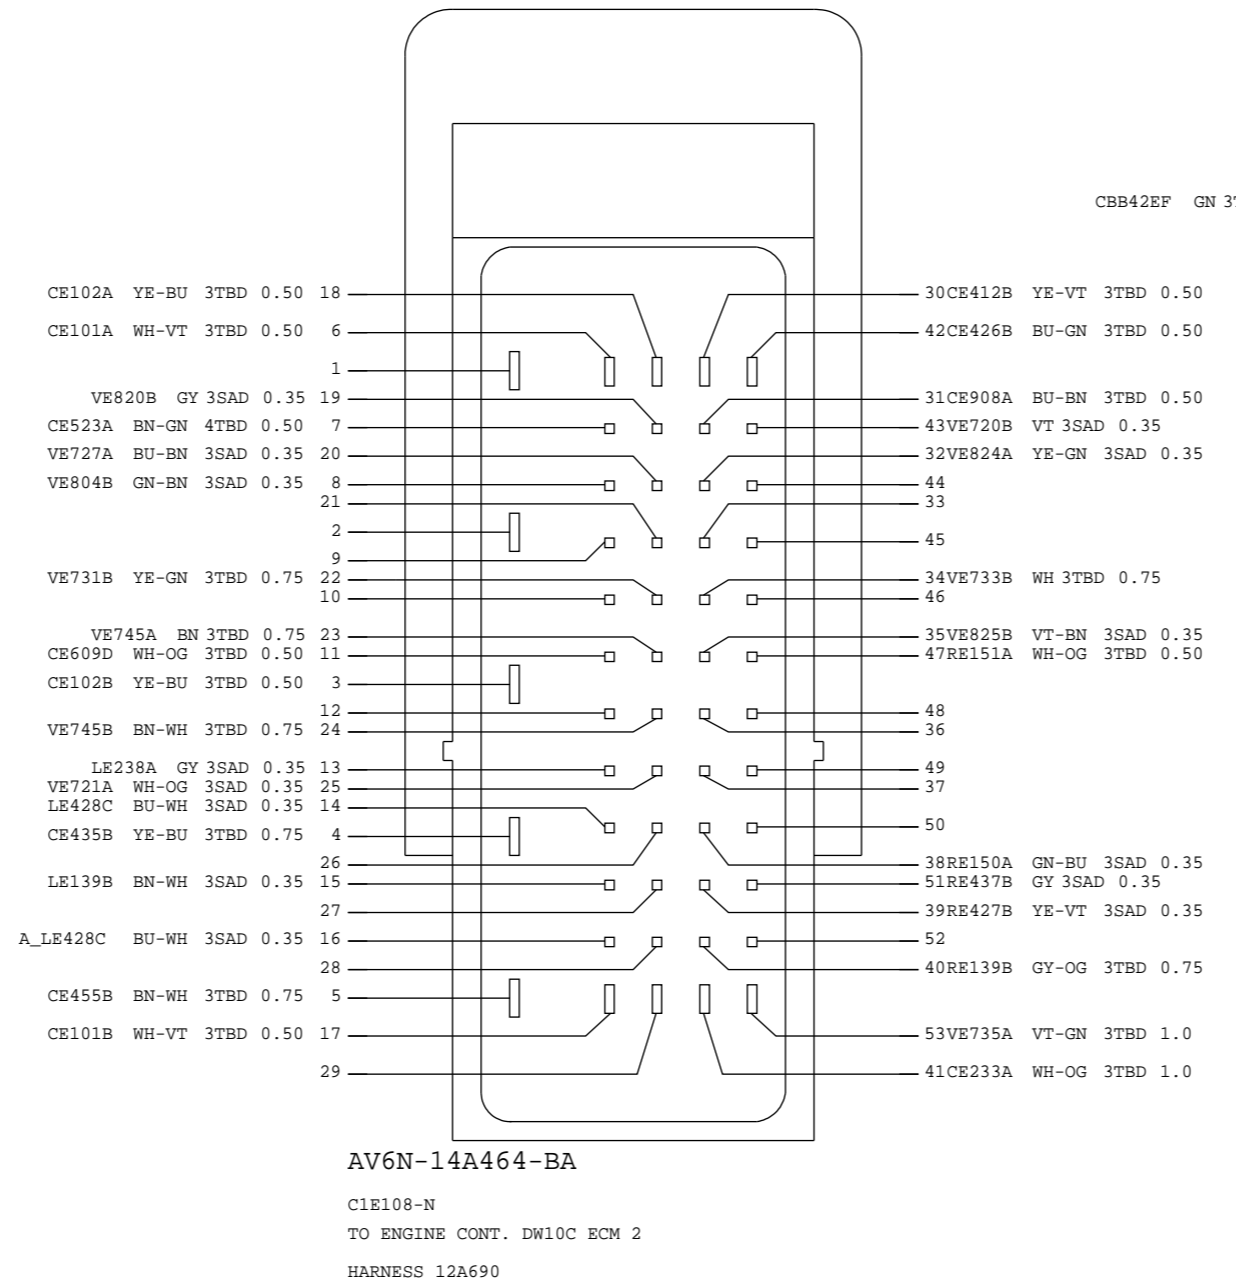 CBB42EF GN 3
CE102A YE-BU 3TBD 0.50 18
30CE412B YE-VT 3TBD 0.50
CE101A WH-VT 3TBD 0.50 6
42CE426B BU-GN 3TBD 0.50
1
VE820B GY 3SAD 0.35 19
31CE908A BU-BN 3TBD 0.50
CE523A BN-GN 4TBD 0.50 7
43VE720B VT 3SAD 0.35
VE727A BU-BN 3SAD 0.35 20
32VE824A YE-GN 3SAD 0.35
VE804B GN-BN 3SAD 0.35 8
44
21
33
2
45
9
VE731B YE-GN 3TBD 0.75 22
34VE733B WH 3TBD 0.75
10
46
VE745A BN 3TBD 0.75 23
35VE825B VT-BN 3SAD 0.35
CE609D WH-OG 3TBD 0.50 11
47RE151A WH-OG 3TBD 0.50
CE102B YE-BU 3TBD 0.50 3
12
48
VE745B BN-WH 3TBD 0.75 24
36
LE238A GY 3SAD 0.35 13
49
VE721A WH-OG 3SAD 0.35 25
37
LE428C BU-WH 3SAD 0.35 14
50
CE435B YE-BU 3TBD 0.75 4
26
38RE150A GN-BU 3SAD 0.35
LE139B BN-WH 3SAD 0.35 15
51RE437B GY 3SAD 0.35
27
39RE427B YE-VT 3SAD 0.35
A_LE428C BU-WH 3SAD 0.35 16
52
28
40RE139B GY-OG 3TBD 0.75
CE455B BN-WH 3TBD 0.75 5
CE101B WH-VT 3TBD 0.50 17
53VE735A VT-GN 3TBD 1.0
29
41CE233A WH-OG 3TBD 1.0
AV6N-14A464-BA
C1E108-N
TO ENGINE CONT. DW10C ECM 2
HARNESS 12A690